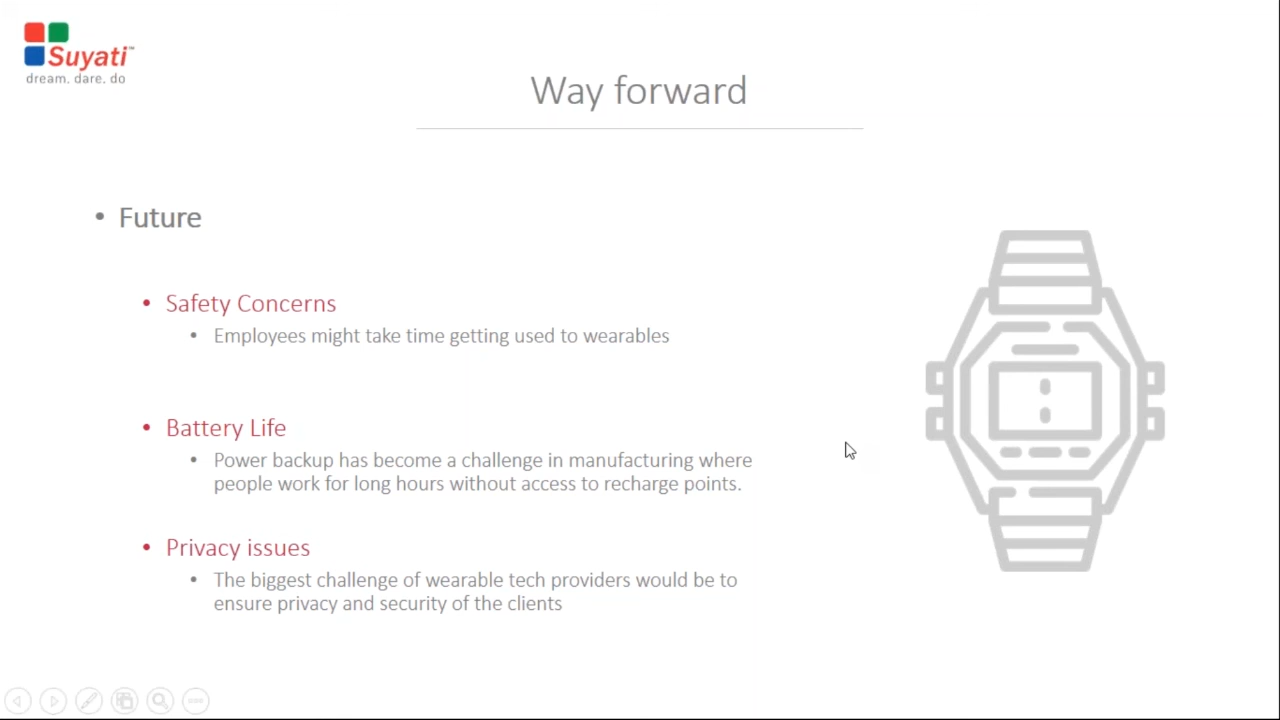 Suyati™
dream. dare. do
Way forward
• Future
• Safety Concerns
• Employees might take time getting used to wearables
• Battery Life
• Power backup has become a challenge in manufacturing where
people work for long hours without access to recharge points.
• Privacy issues
• The biggest challenge of wearable tech providers would be to
ensure privacy and security of the clients